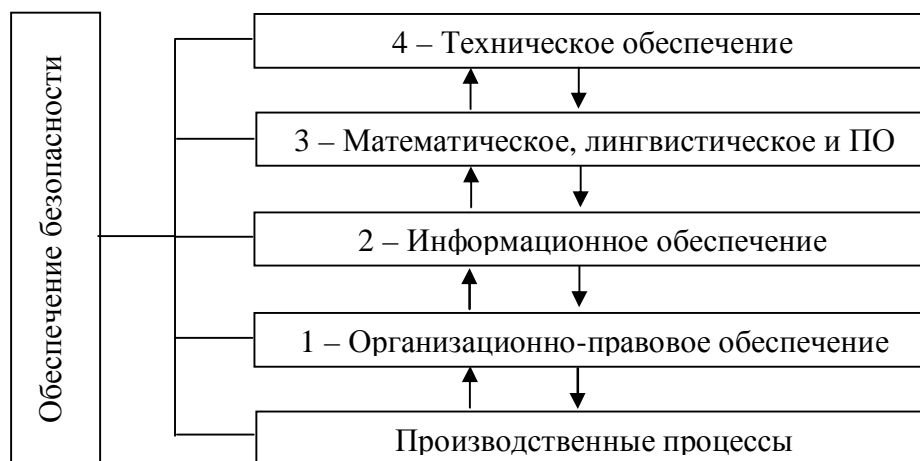 Обеспечение безопасности
4 – Техническое обеспечение
3 – Математическое, лингвистическое и ПО
2 – Информационное обеспечение
1 – Организационно-правовое обеспечение
Производственные процессы